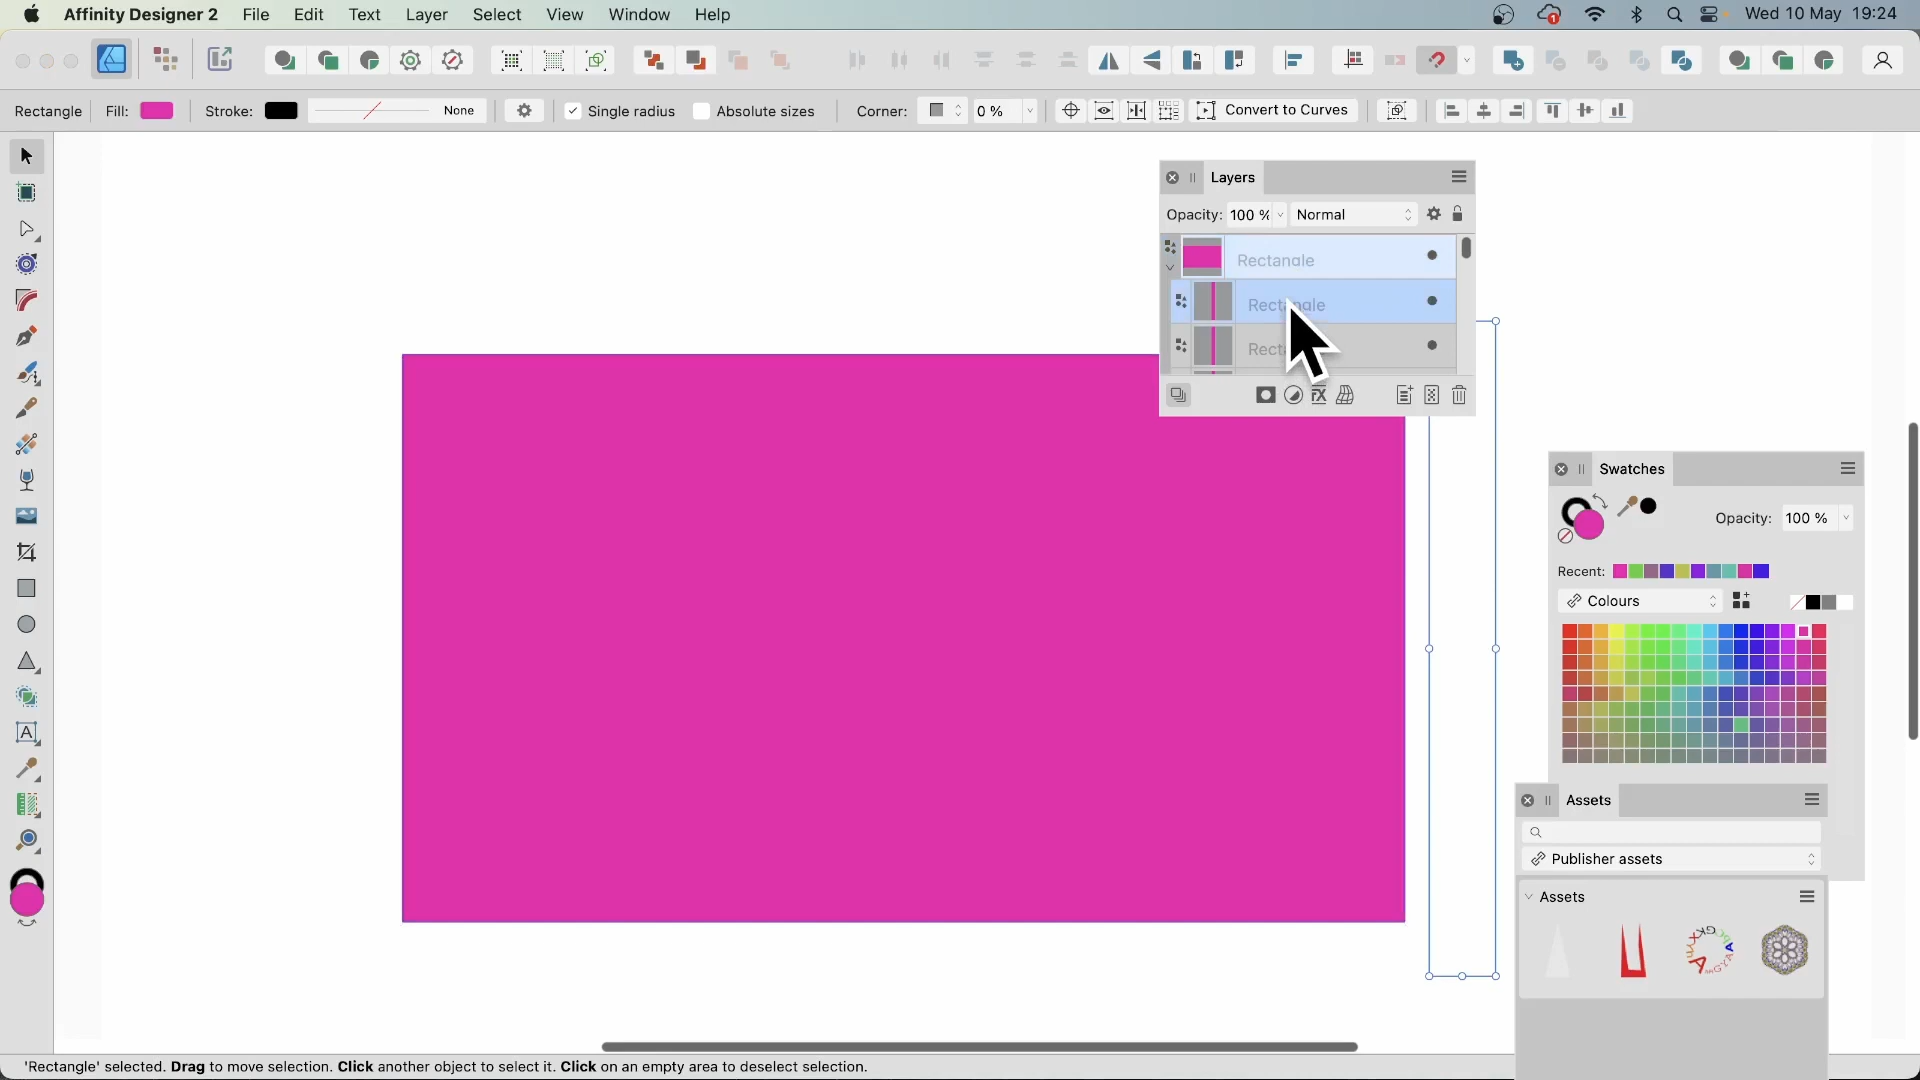 Affinity Designer 2 File Edit Text Layer Select View Window Help Wed 10 May 19:24
Rectangle Fill: Stroke: None Single radius Absolute sizes Corner: 0 % Convert to Curves
Layers
Opacity: 100 % Normal
Rectangle
Rectangle
Swatches
Opacity: 100 %
Recent:
Colours
Assets
Publisher assets
Assets
'Rectangle' selected. Drag to move selection. Click another object to select it. Click on an empty area to deselect selection.